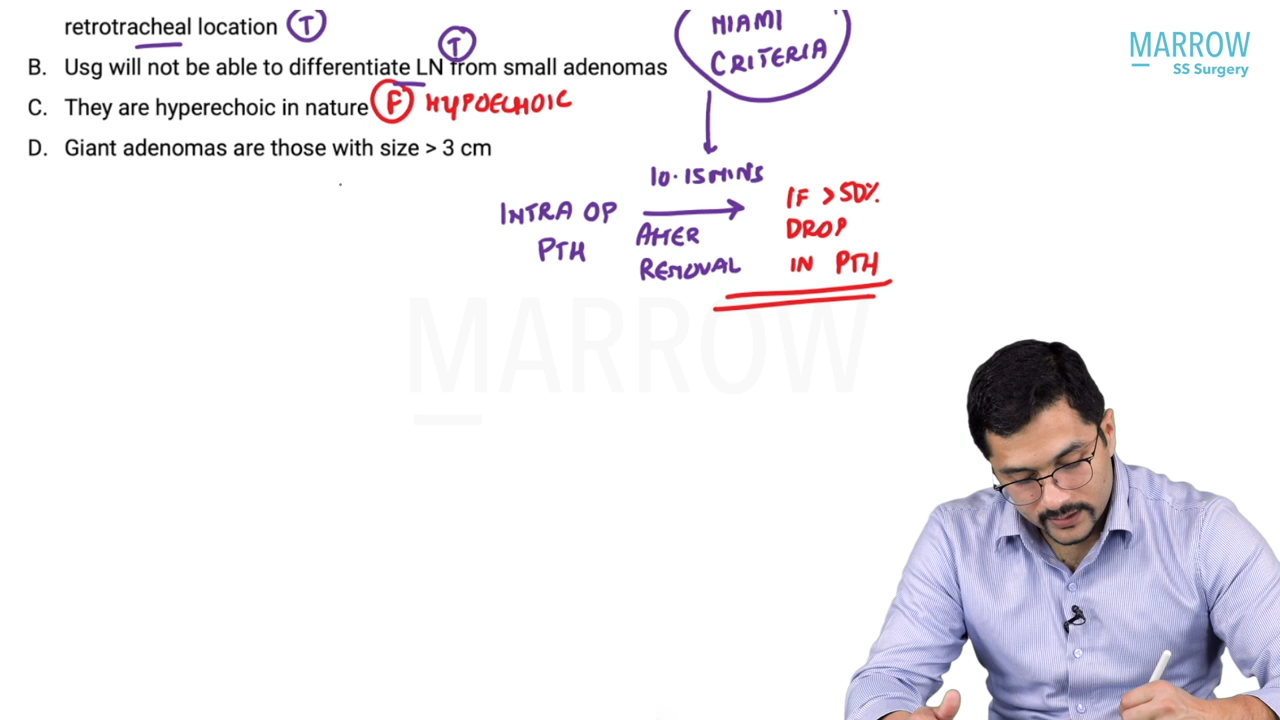 retrotracheal location T
MARROW
SS Surgery
B. Usg will not be able to differentiate LN from small adenomas T
C. They are hyperechoic in nature F HYPOECHOIC
D. Giant adenomas are those with size > 3 cm
MIAMI
CRITERIA
10-15 MINS
INTRA OP
PTH
AFTER
REMOVAL
IF >50%
DROP
IN PTH
MARROW